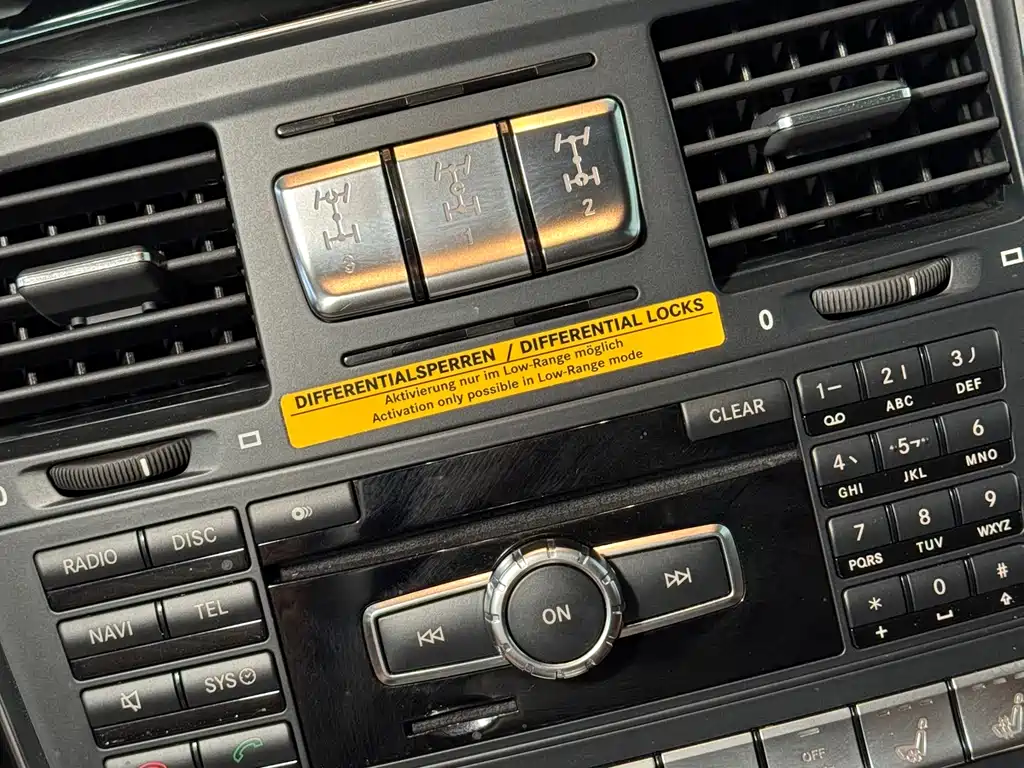 3
1
2
DIFFERENTIALSPERREN / DIFFERENTIAL LOCKS
Aktivierung nur im Low-Range möglich
Activation only possible in Low-Range mode
0
0
CLEAR
1 2 3
ABC DEF
4 5 6
GHI JKL MNO
7 8 9
PQRS TUV WXYZ
* 0 #
+
RADIO DISC
NAVI TEL
SYS
ON
OFF